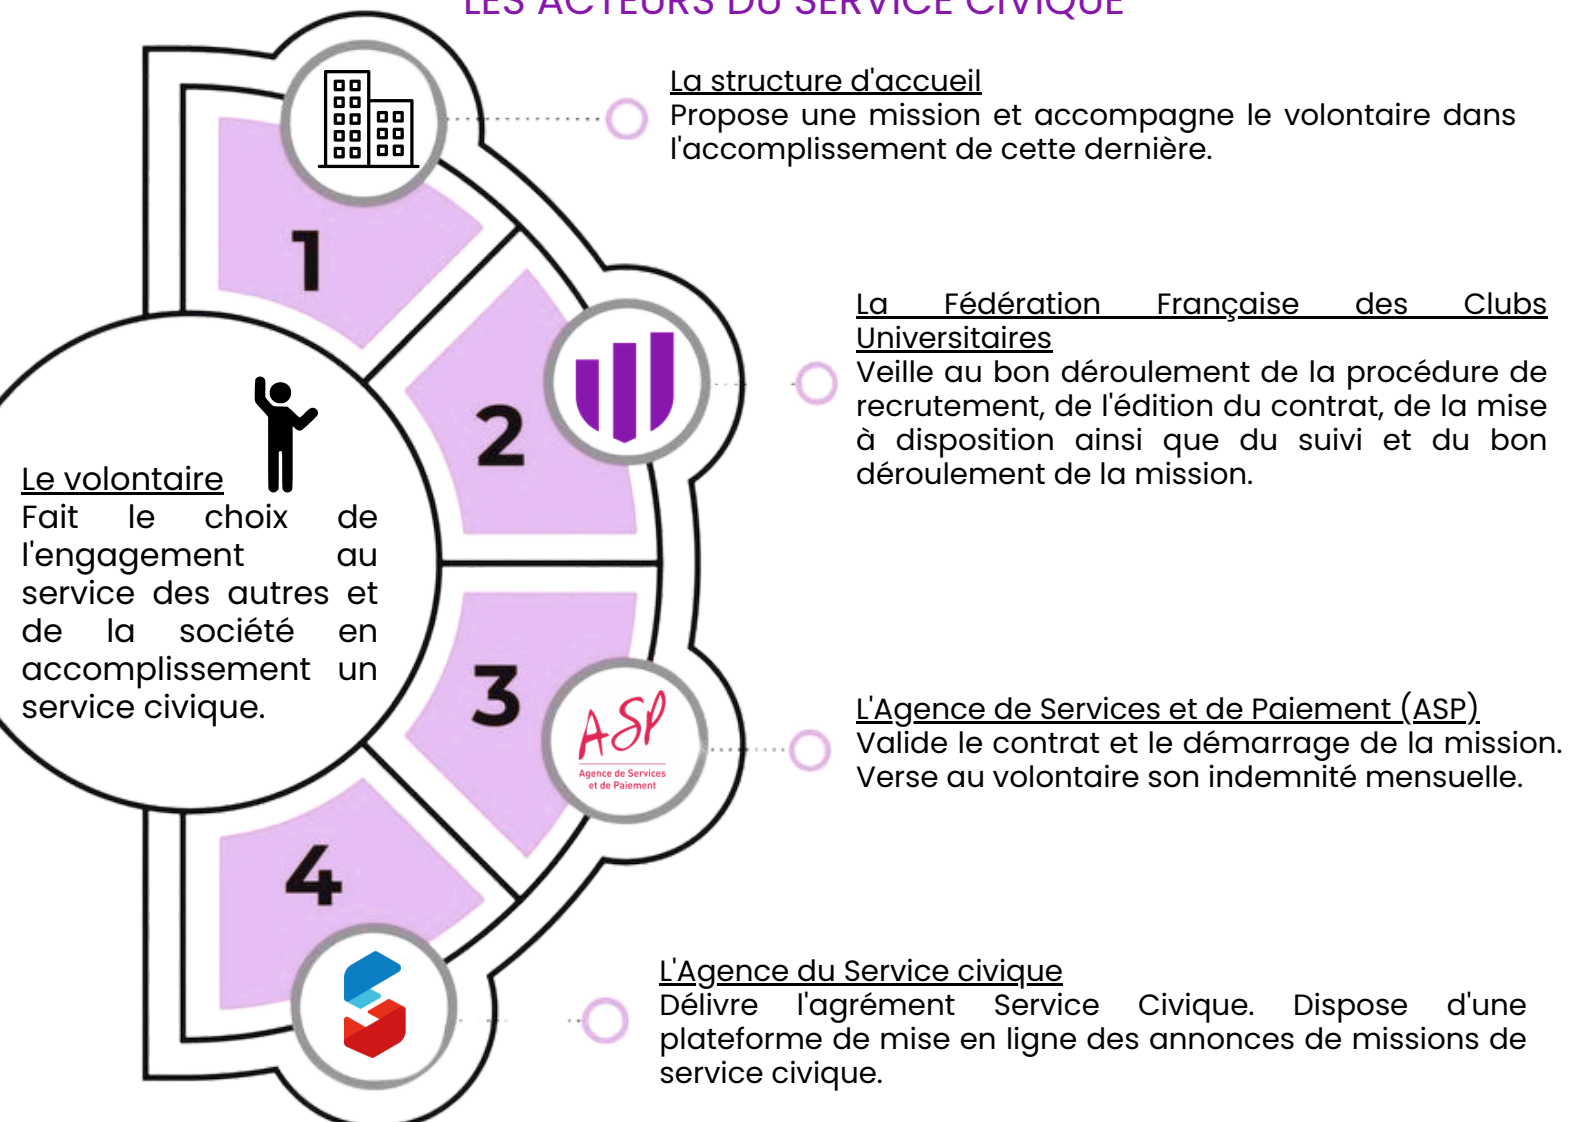 LES ACTEURS DU SERVICE CIVIQUE
La structure d'accueil
Propose une mission et accompagne le volontaire dans
l'accomplissement de cette dernière.
1
La Fédération Française des Clubs
Universitaires
Veille au bon déroulement de la procédure de
recrutement, de l'édition du contrat, de la mise
à disposition ainsi que du suivi et du bon
déroulement de la mission.
2
Le volontaire
Fait le choix de
l'engagement au
service des autres et
de la société en
accomplissement un
service civique.
3
ASP
Agence de Services
et de Paiement
L'Agence de Services et de Paiement (ASP)
Valide le contrat et le démarrage de la mission.
Verse au volontaire son indemnité mensuelle.
4
L'Agence du Service civique
Délivre l'agrément Service Civique. Dispose d'une
plateforme de mise en ligne des annonces de missions de
service civique.